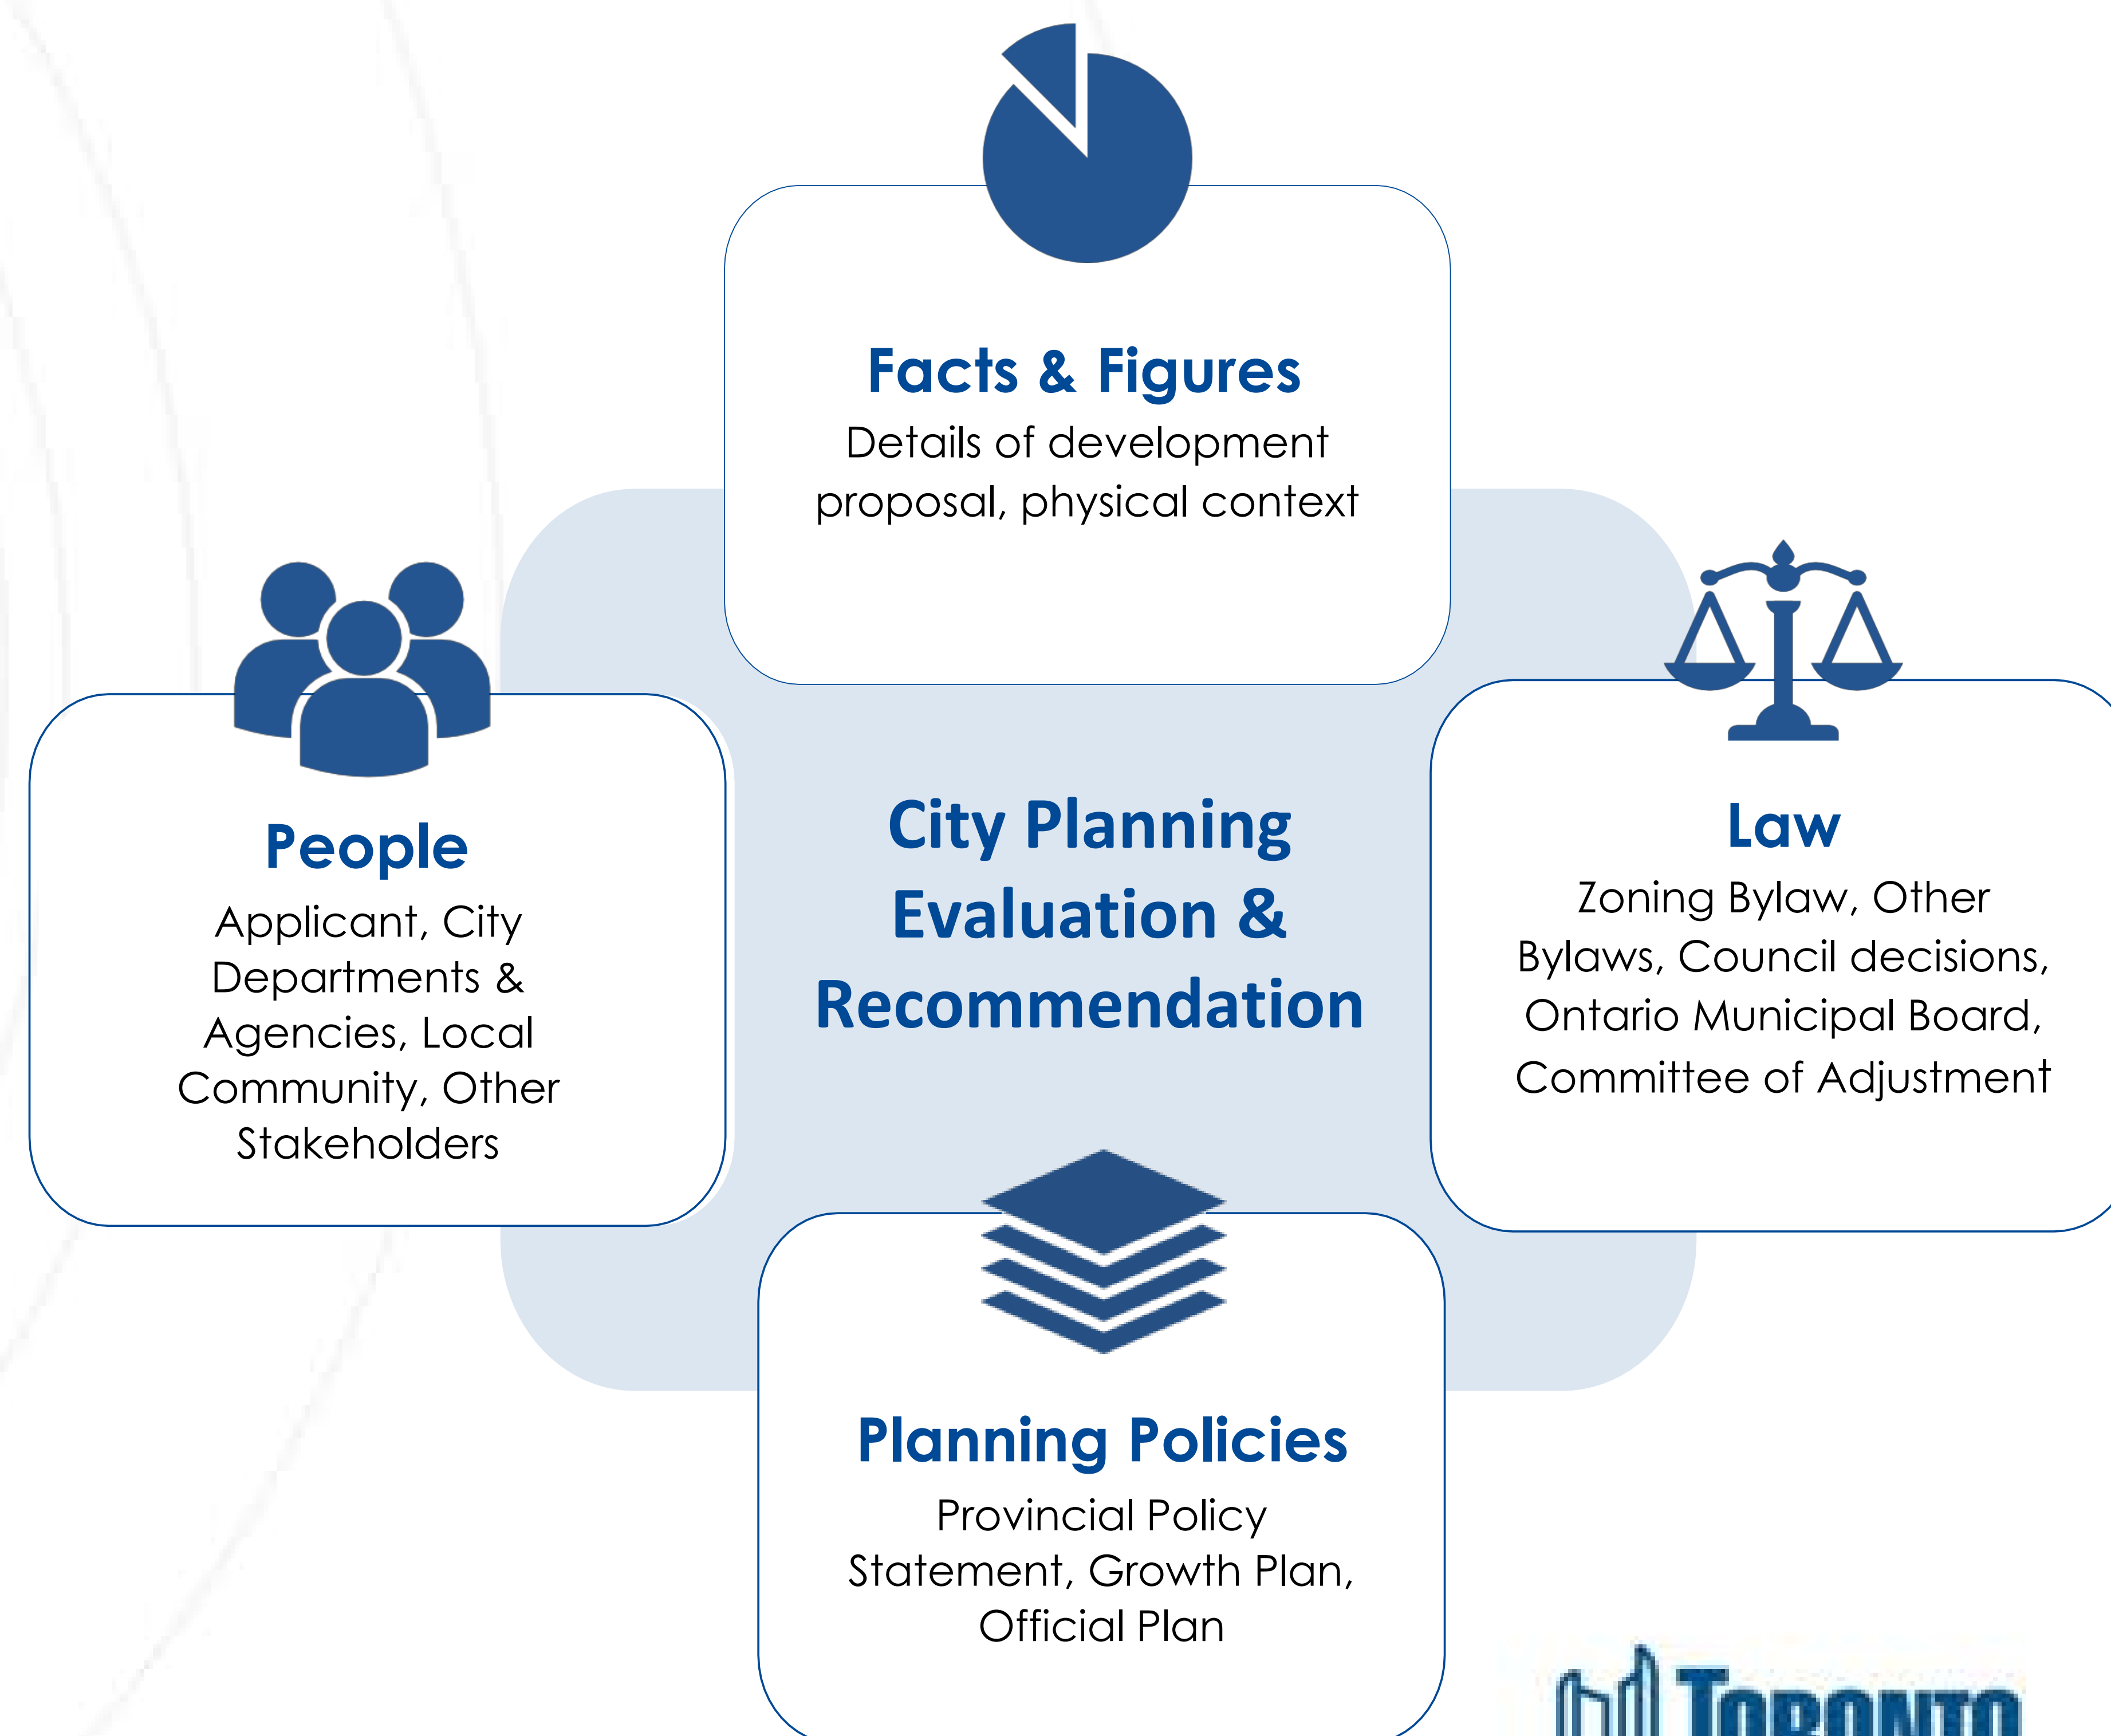 Facts & Figures
Details of development
proposal, physical context
People
Applicant, City
Departments &
Agencies, Local
Community, Other
Stakeholders
City Planning
Evaluation &
Recommendation
Law
Zoning Bylaw, Other
Bylaws, Council decisions,
Ontario Municipal Board,
Committee of Adjustment
Planning Policies
Provincial Policy
Statement, Growth Plan,
Official Plan
TORONTO